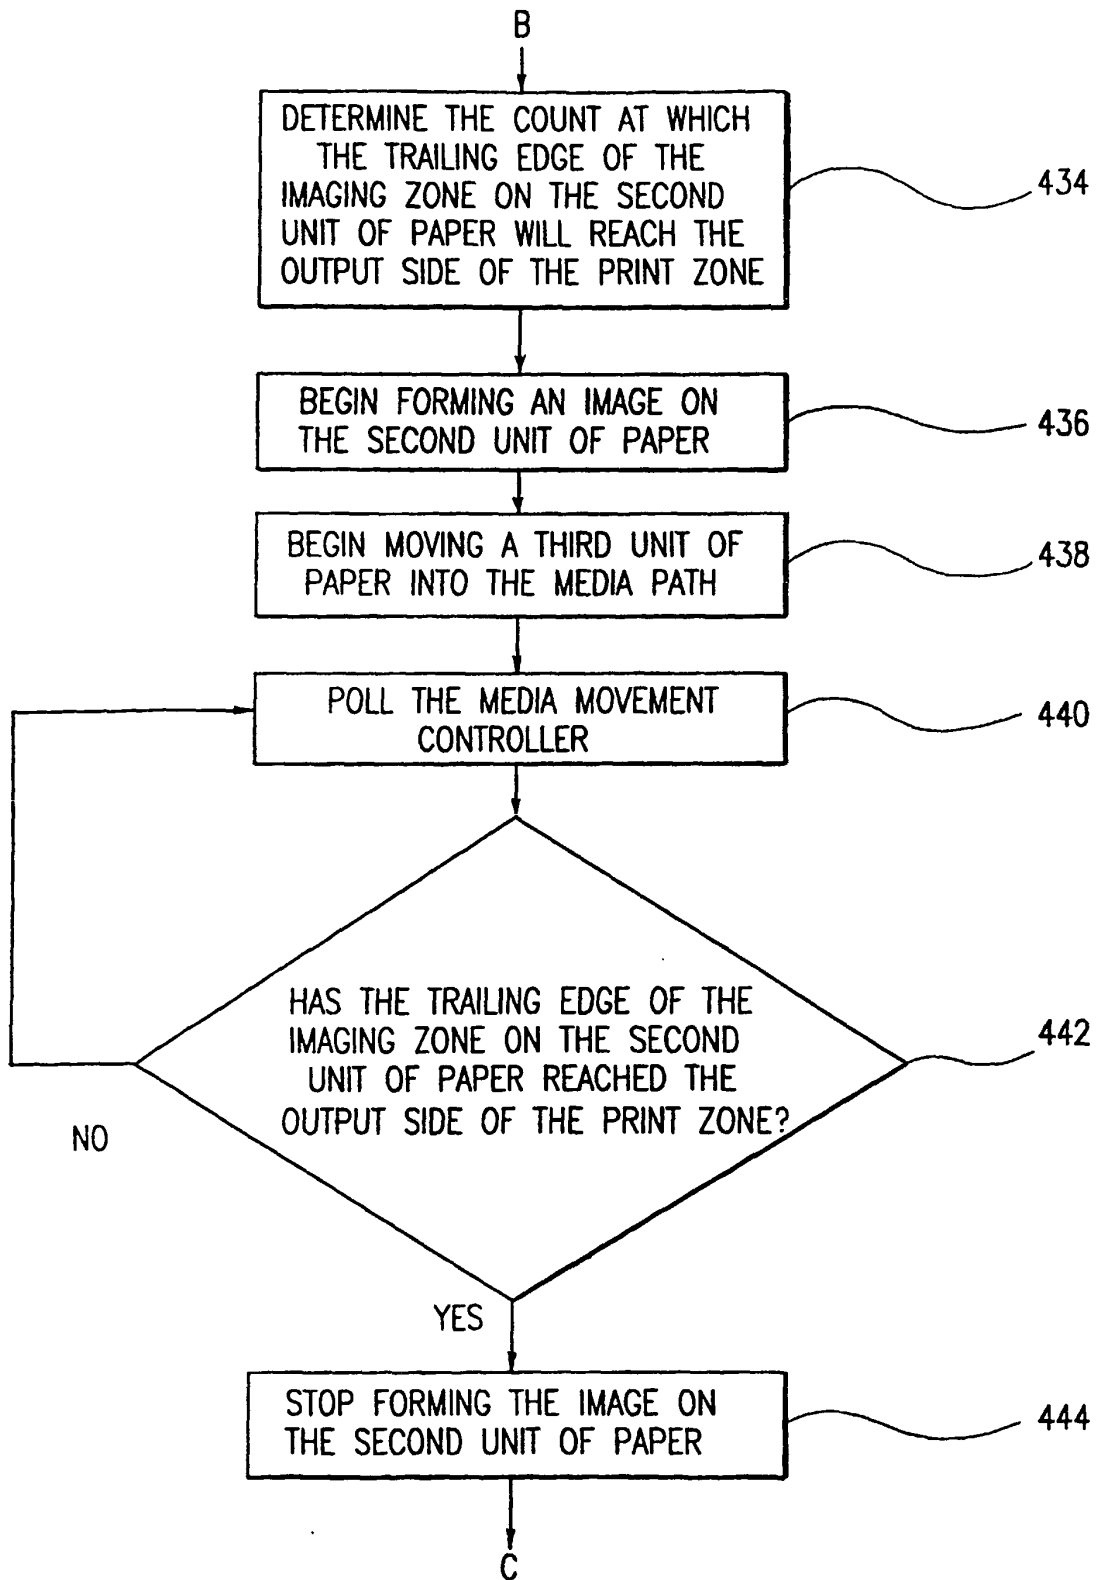 B
DETERMINE THE COUNT AT WHICH
THE TRAILING EDGE OF THE
IMAGING ZONE ON THE SECOND
UNIT OF PAPER WILL REACH THE
OUTPUT SIDE OF THE PRINT ZONE
434
BEGIN FORMING AN IMAGE ON
THE SECOND UNIT OF PAPER
436
BEGIN MOVING A THIRD UNIT OF
PAPER INTO THE MEDIA PATH
438
POLL THE MEDIA MOVEMENT
CONTROLLER
440
HAS THE TRAILING EDGE OF THE
IMAGING ZONE ON THE SECOND
UNIT OF PAPER REACHED THE
OUTPUT SIDE OF THE PRINT ZONE?
442
NO
YES
STOP FORMING THE IMAGE ON
THE SECOND UNIT OF PAPER
444
C